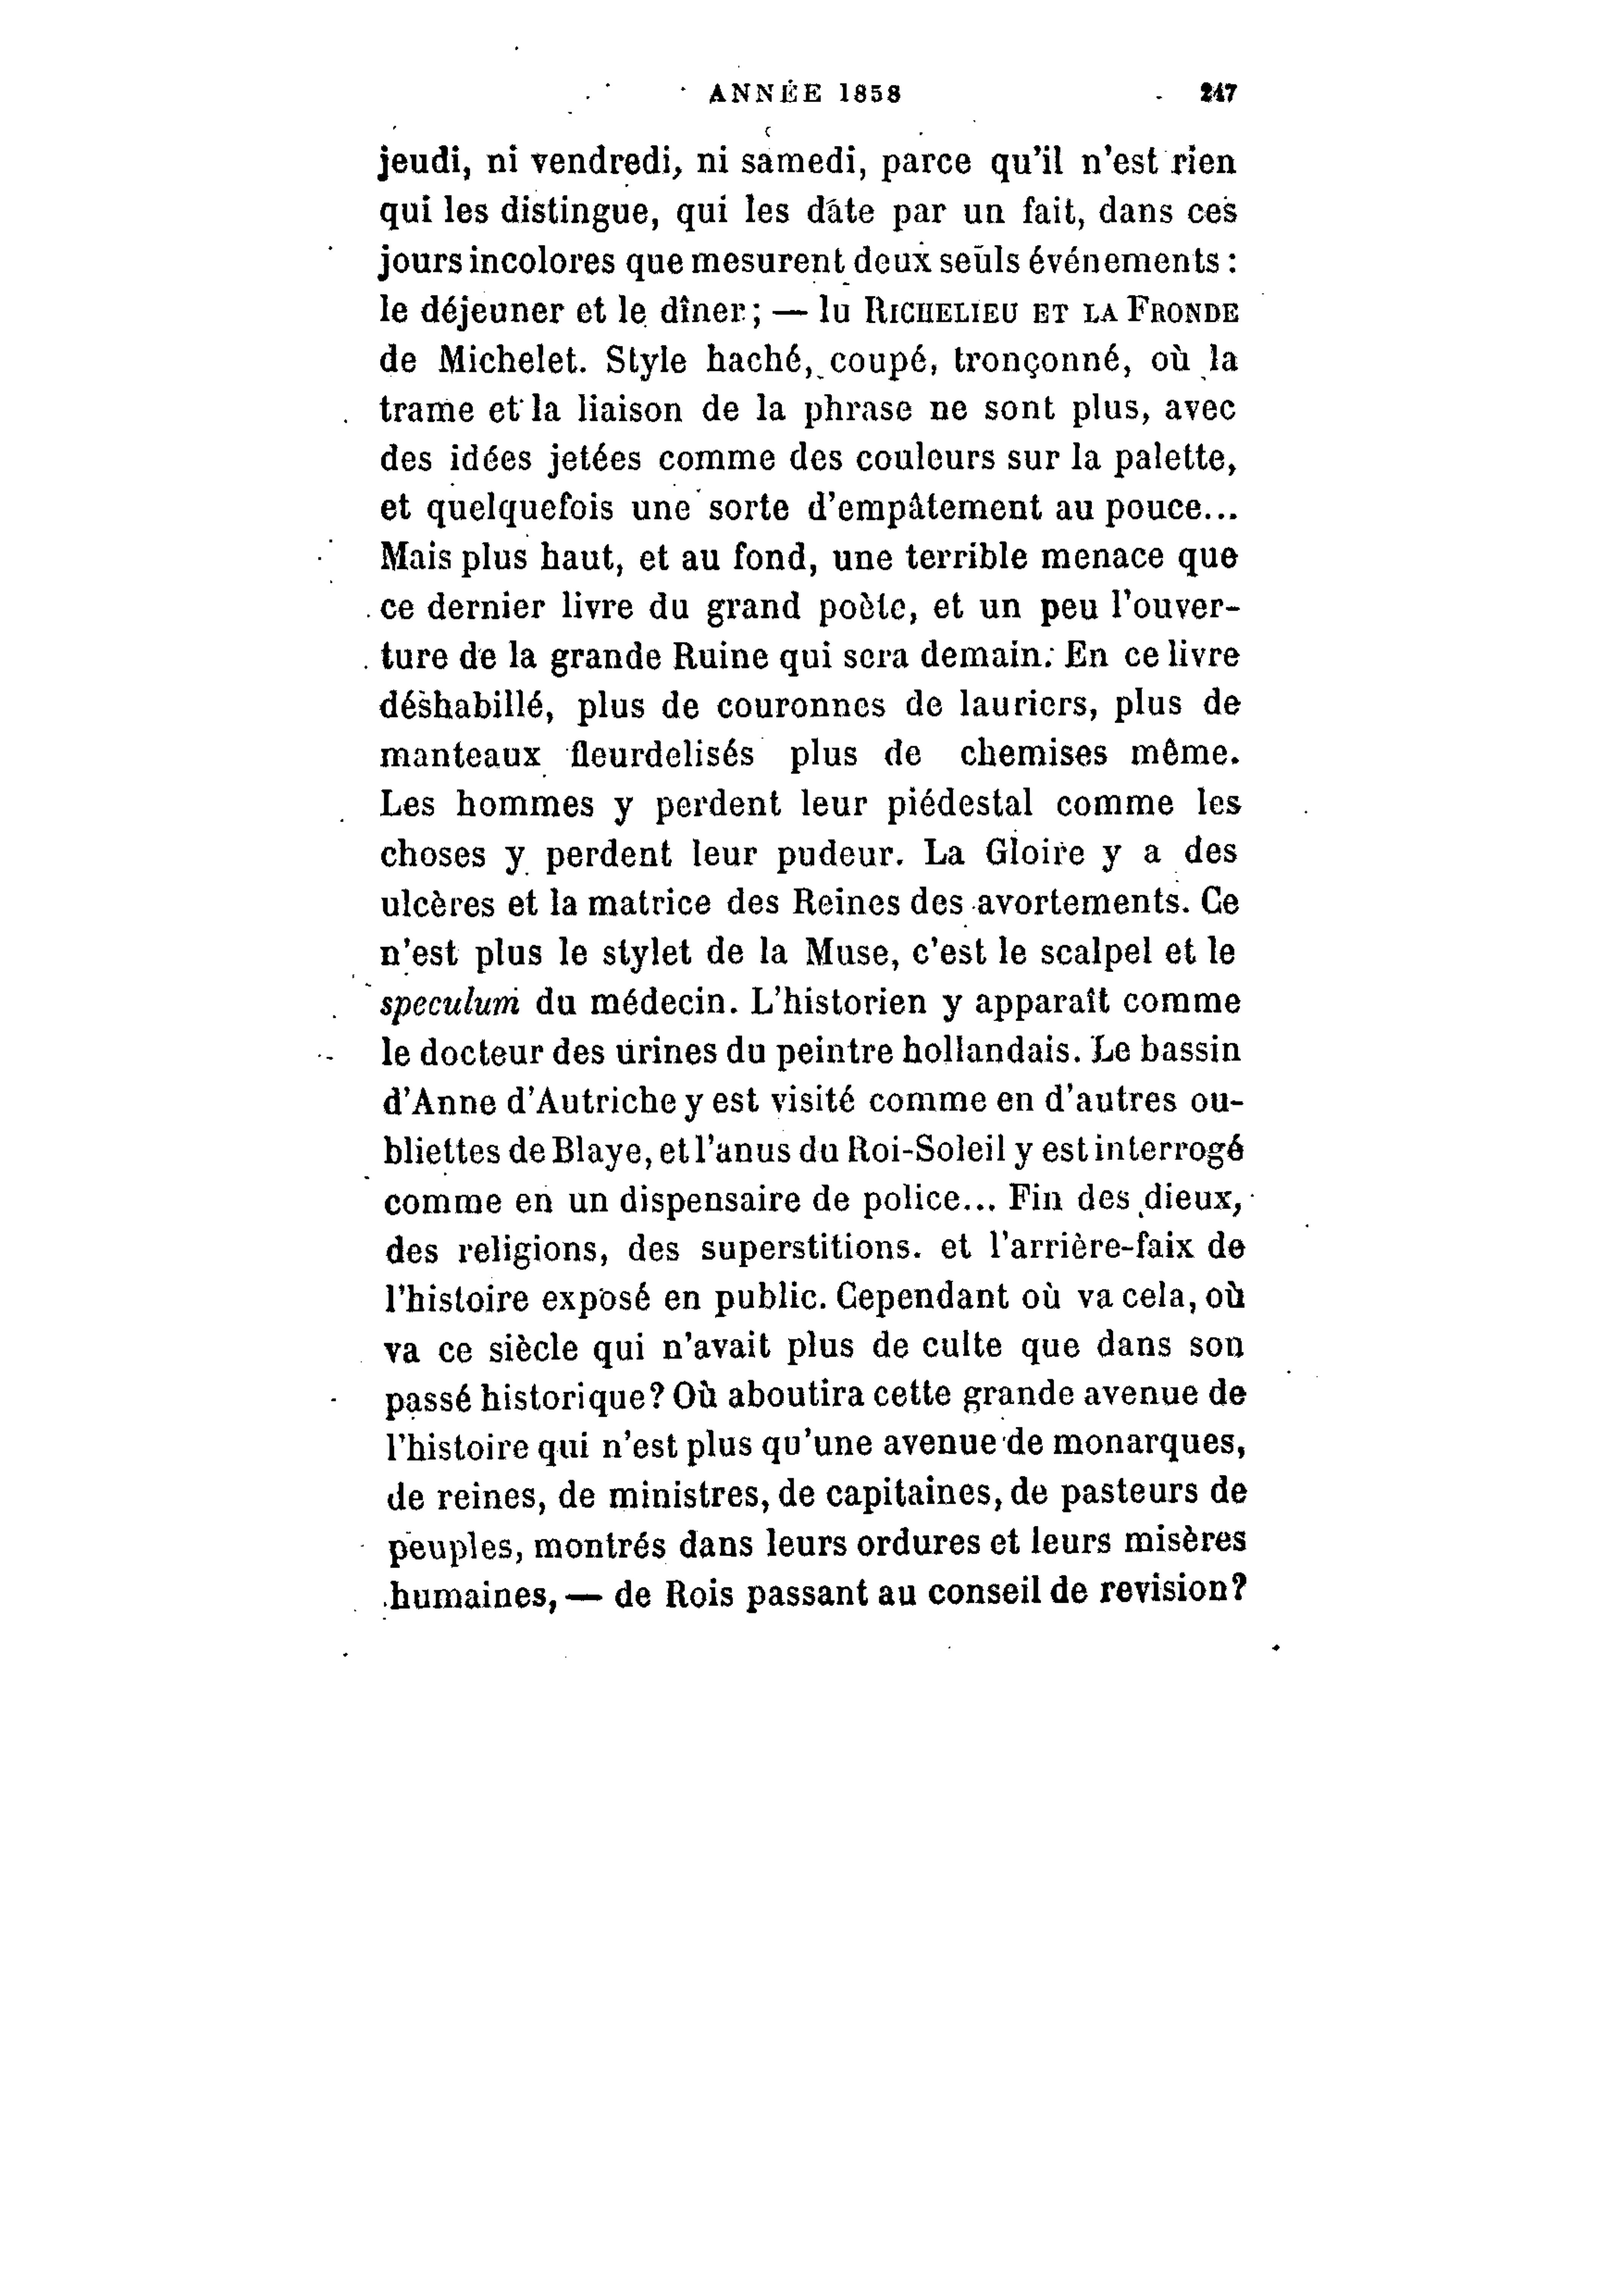 ANNÉE 1858 247
jeudi, ni vendredi, ni samedi, parce qu'il n'est rien
qui les distingue, qui les date par un fait, dans ces
jours incolores que mesurent deux seuls événements :
le déjeuner et le dîner ; — lu RICHELIEU ET LA FRONDE
de Michelet. Style haché, coupé, tronçonné, où la
trame et la liaison de la phrase ne sont plus, avec
des idées jetées comme des couleurs sur la palette,
et quelquefois une sorte d'empâtement au pouce...
Mais plus haut, et au fond, une terrible menace que
ce dernier livre du grand poète, et un peu l'ouver-
ture de la grande Ruine qui sera demain. En ce livre
déshabillé, plus de couronnes de lauriers, plus de
manteaux fleurdelisés plus de chemises même.
Les hommes y perdent leur piédestal comme les
choses y perdent leur pudeur. La Gloire y a des
ulcères et la matrice des Reines des avortements. Ce
n'est plus le stylet de la Muse, c'est le scalpel et le
speculum du médecin. L'historien y apparaît comme
le docteur des urines du peintre hollandais. Le bassin
d'Anne d'Autriche y est visité comme en d'autres ou-
bliettes de Blaye, et l'anus du Roi-Soleil y est interrogé
comme en un dispensaire de police... Fin des dieux,
des religions, des superstitions. et l'arrière-faix de
l'histoire exposé en public. Cependant où va cela, où
va ce siècle qui n'avait plus de culte que dans son
passé historique? Où aboutira cette grande avenue de
l'histoire qui n'est plus qu'une avenue de monarques,
de reines, de ministres, de capitaines, de pasteurs de
peuples, montrés dans leurs ordures et leurs misères
humaines, — de Rois passant au conseil de revision?